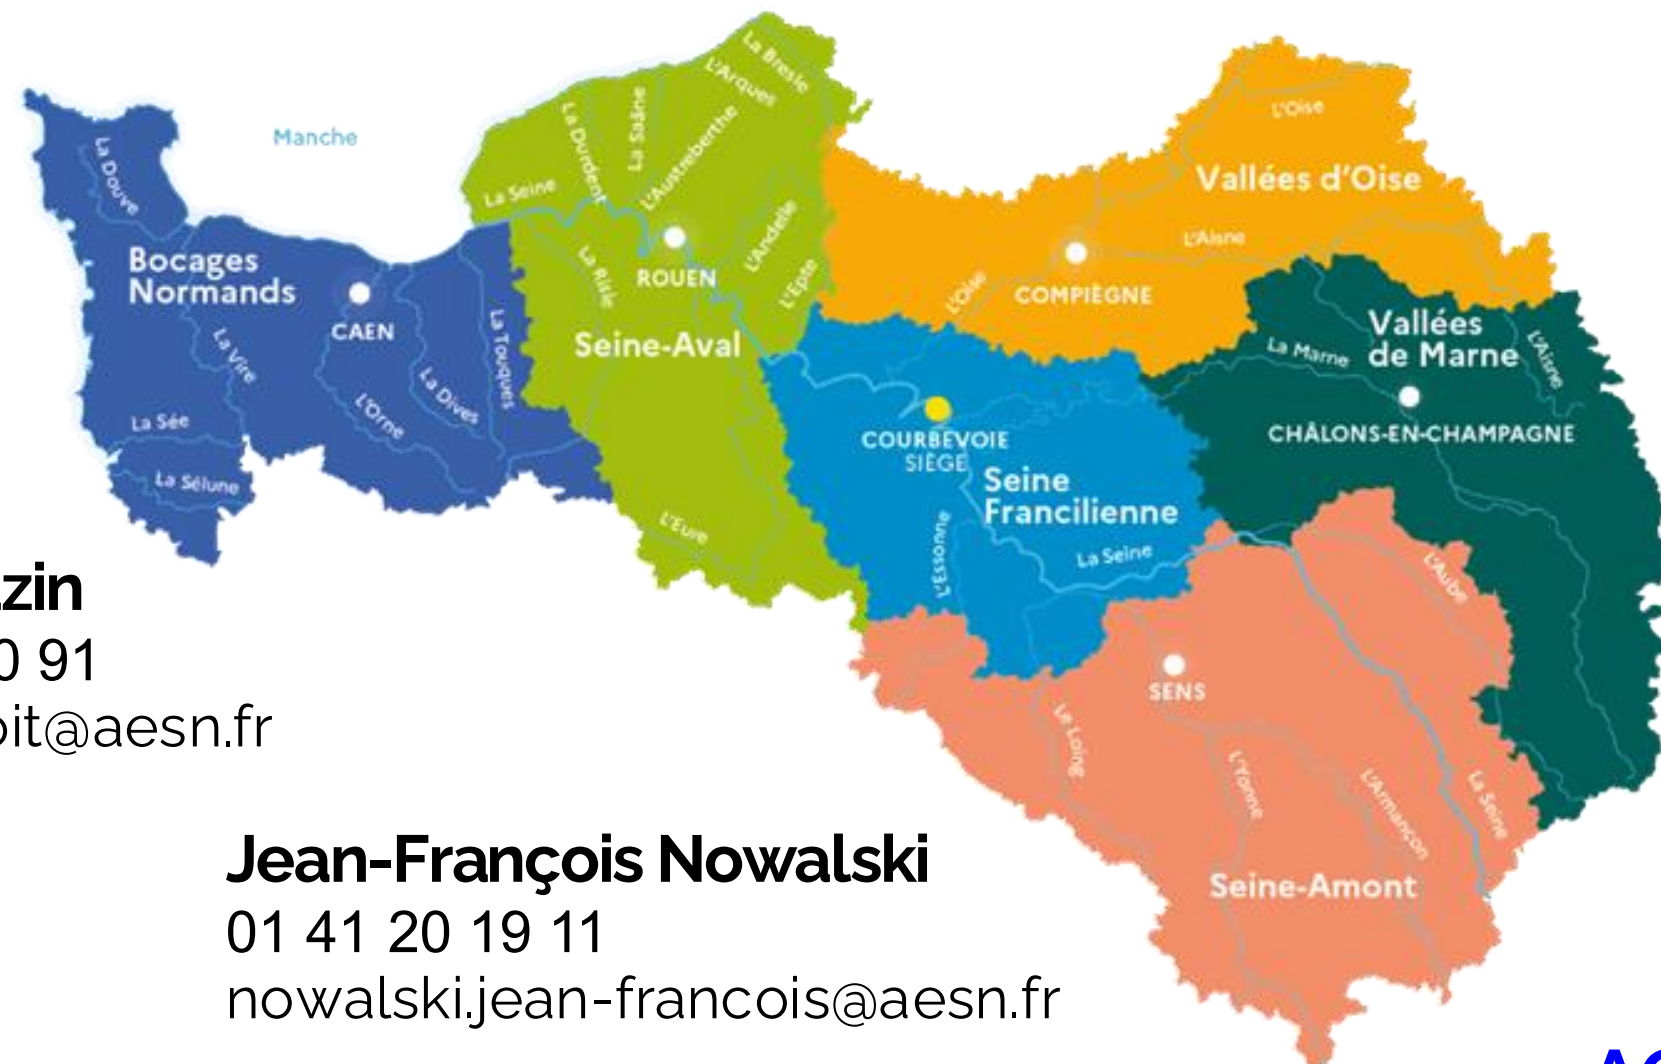 La Bresle
L'Arques
La Saâne
La Durdent
L'Austreberthe
La Seine
L'Andelle
L'Epte
La Risle
ROUEN
Seine-Aval
L'Eure
Manche
La Douve
Bocages
Normands
CAEN
La Vire
La Touques
La Dives
L'Orne
La Sée
La Sélune
L'Oise
Vallées d'Oise
L'Aisne
L'Oise
COMPIÈGNE
Vallées
de Marne
La Marne
L'Aisne
CHÂLONS-EN-CHAMPAGNE
COURBEVOIE
SIÈGE
Seine
Francilienne
L'Essonne
La Seine
L'Aube
SENS
Le Loing
L'Yonne
L'Armançon
La Seine
Seine-Amont
zin
0 91
oit@aesn.fr
Jean-François Nowalski
01 41 20 19 11
nowalski.jean-francois@aesn.fr